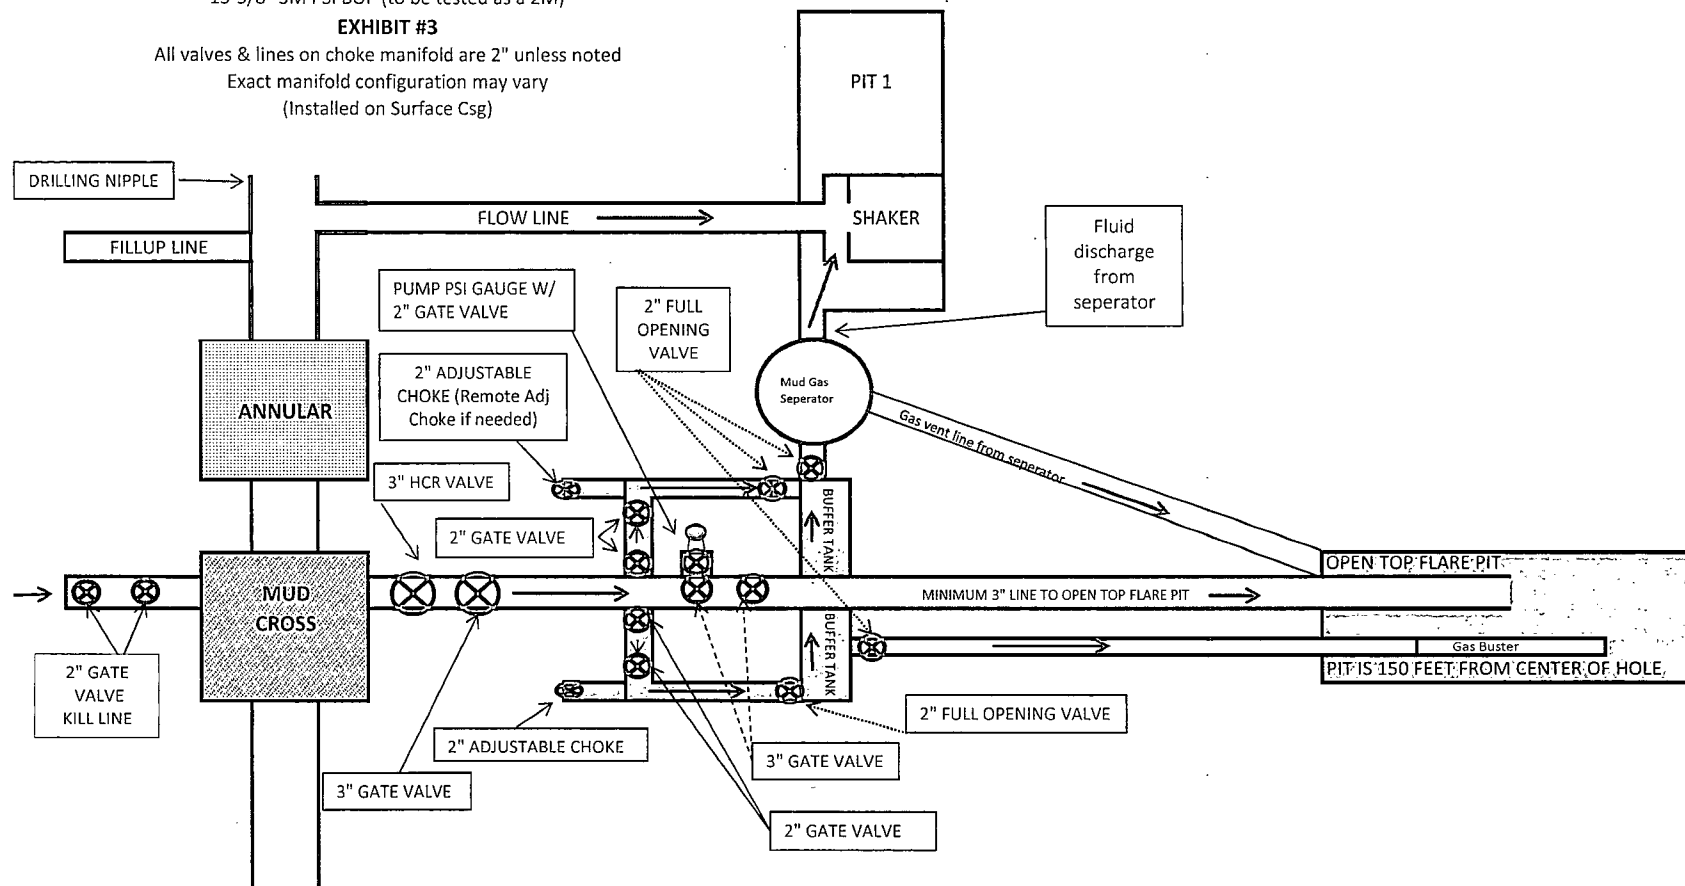 EXHIBIT #3
All valves & lines on choke manifold are 2" unless noted
Exact manifold configuration may vary
(Installed on Surface Csg)
PIT 1
DRILLING NIPPLE
FLOW LINE
SHAKER
FILLUP LINE
Fluid
discharge
from
seperator
PUMP PSI GAUGE W/
2" GATE VALVE
2" FULL
OPENING
VALVE
2" ADJUSTABLE
CHOKE (Remote Adj
Choke if needed)
Mud Gas
Seperator
ANNULAR
Gas vent line from seperator
3" HCR VALVE
2" GATE VALVE
BUFFER TANK
OPEN TOP FLARE PIT
MUD
CROSS
MINIMUM 3" LINE TO OPEN TOP FLARE PIT
BUFFER TANK
Gas Buster
PIT IS 150 FEET FROM CENTER OF HOLE
2" GATE
VALVE
KILL LINE
2" FULL OPENING VALVE
2" ADJUSTABLE CHOKE
3" GATE VALVE
3" GATE VALVE
2" GATE VALVE